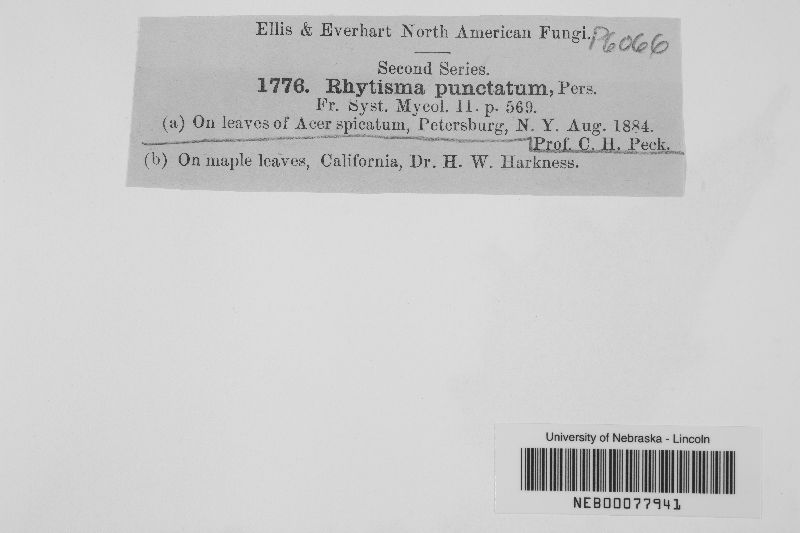 Ellis & Everhart North American Fungi.
P6066
Second Series.
1776. Rhytisma punctatum, Pers.
Fr. Syst. Mycol. II. p. 569.
(a) On leaves of Acer spicatum, Petersburg, N. Y. Aug. 1884.
[Prof. C. H. Peck.
(b) On maple leaves, California, Dr. H. W. Harkness.
University of Nebraska - Lincoln
NEB00077941